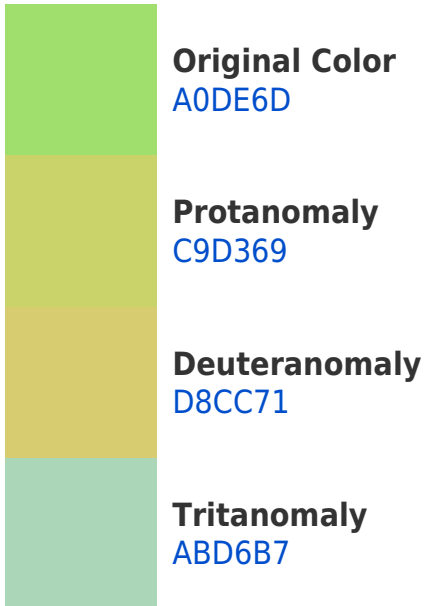 Original Color
A0DE6D
Protanomaly
C9D369
Deuteranomaly
D8CC71
Tritanomaly
ABD6B7